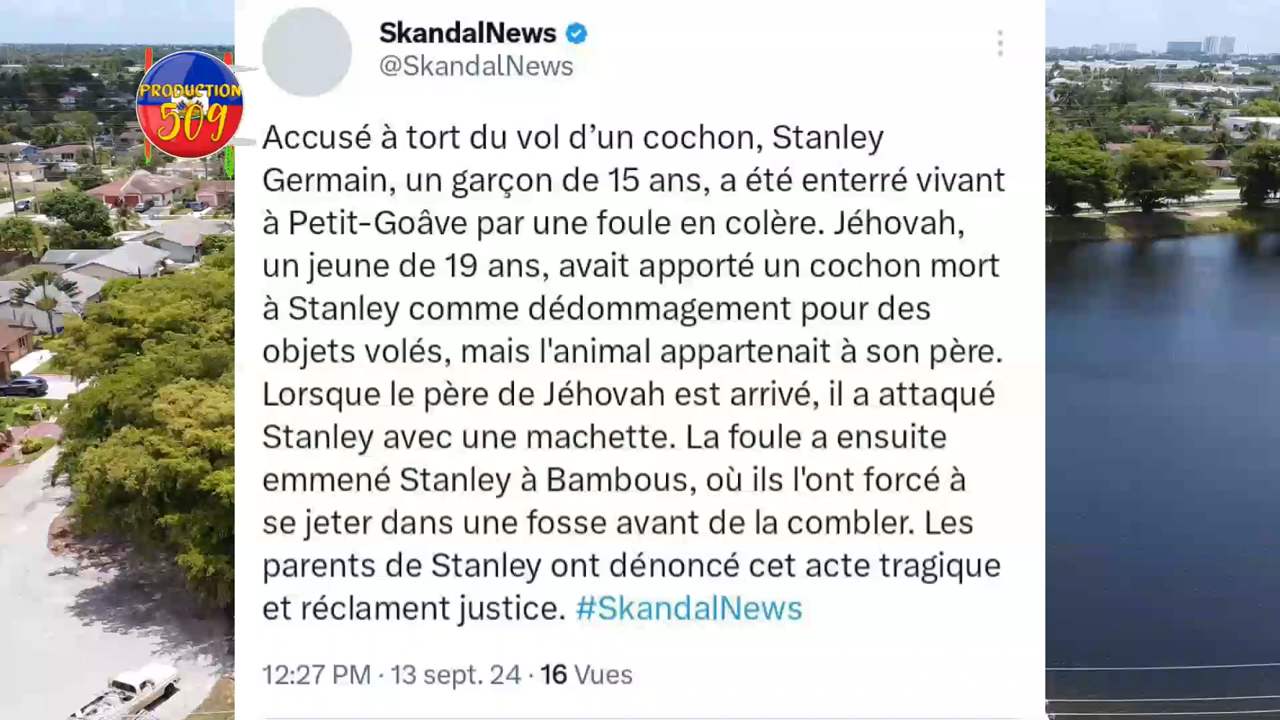 SkandalNews
@SkandalNews
PRODUCTION
509
Accusé à tort du vol d’un cochon, Stanley
Germain, un garçon de 15 ans, a été enterré vivant
à Petit-Goâve par une foule en colère. Jéhovah,
un jeune de 19 ans, avait apporté un cochon mort
à Stanley comme dédommagement pour des
objets volés, mais l'animal appartenait à son père.
Lorsque le père de Jéhovah est arrivé, il a attaqué
Stanley avec une machette. La foule a ensuite
emmené Stanley à Bambous, où ils l'ont forcé à
se jeter dans une fosse avant de la combler. Les
parents de Stanley ont dénoncé cet acte tragique
et réclament justice. #SkandalNews
12:27 PM · 13 sept. 24 · 16 Vues